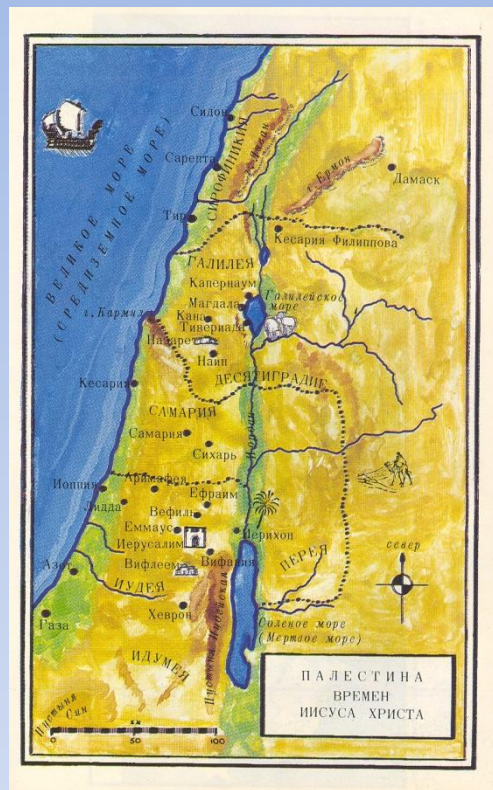 Сидон
СИРОФИНИКИЯ
г. Ливан
г. Ермон
Дамаск
Сарепта
Тир
ВЕЛИКОЕ МОРЕ
(СРЕДИЗЕМНОЕ МОРЕ)
Кесария Филиппова
ГАЛИЛЕЯ
Капернаум
Галилейское
море
Магдала
Кана
Тивериада
г. Кармил
Назарет
Наин
ДЕСЯТИГРАДИЕ
Кесария
САМАРИЯ
Самария
Сихарь
Иордан
Иоппия
Аримафея
Лидда
Ефраим
Вефиль
Еммаус
Иерихон
Иерусалим
Вифания
Вифлеем
ПЕРЕЯ
север
Азот
ИУДЕЯ
Хеврон
Газа
Пустыня Иудейская
Соленое море
(Мертвое море)
ИДУМЕЯ
Пустыня
Син
ПАЛЕСТИНА
ВРЕМЕН
ИИСУСА ХРИСТА
км
0 50 100